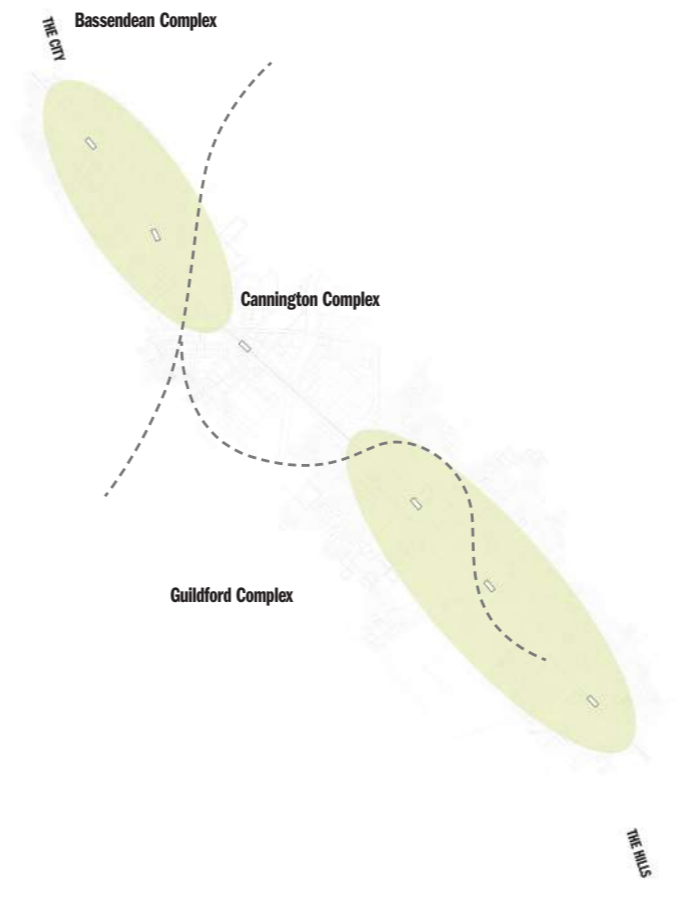 THE CITY
Bassendean Complex
Cannington Complex
Guildford Complex
THE HILLS